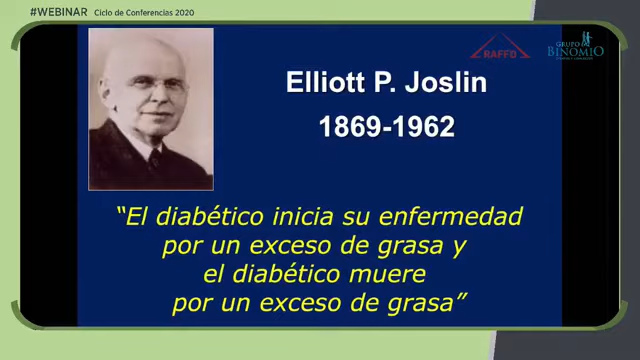 #WEBINAR Ciclo de Conferencias 2020
RAFFO
GRUPO
BINOMIO
Elliott P. Joslin
1869-1962
“El diabético inicia su enfermedad
por un exceso de grasa y
el diabético muere
por un exceso de grasa”